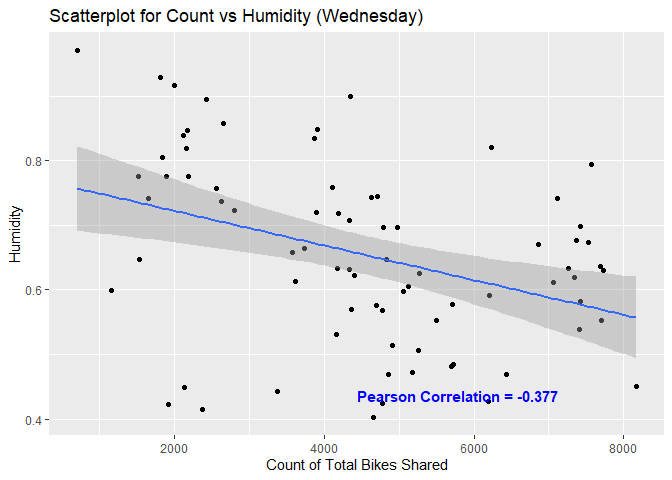 Scatterplot for Count vs Humidity (Wednesday)
0.8
0.6
0.4
Humidity
Pearson Correlation = -0.377
2000 4000 6000 8000
Count of Total Bikes Shared